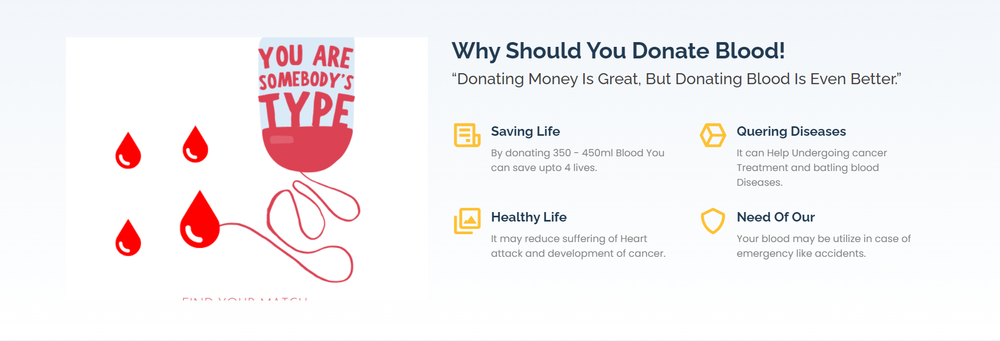 YOU ARE
SOMEBODY'S
TYPE
FIND YOUR MATCH
Why Should You Donate Blood!
“Donating Money Is Great, But Donating Blood Is Even Better.”
Saving Life
By donating 350 - 450ml Blood You
can save upto 4 lives.
Quering Diseases
It can Help Undergoing cancer
Treatment and batling blood
Diseases.
Healthy Life
It may reduce suffering of Heart
attack and development of cancer.
Need Of Our
Your blood may be utilize in case of
emergency like accidents.